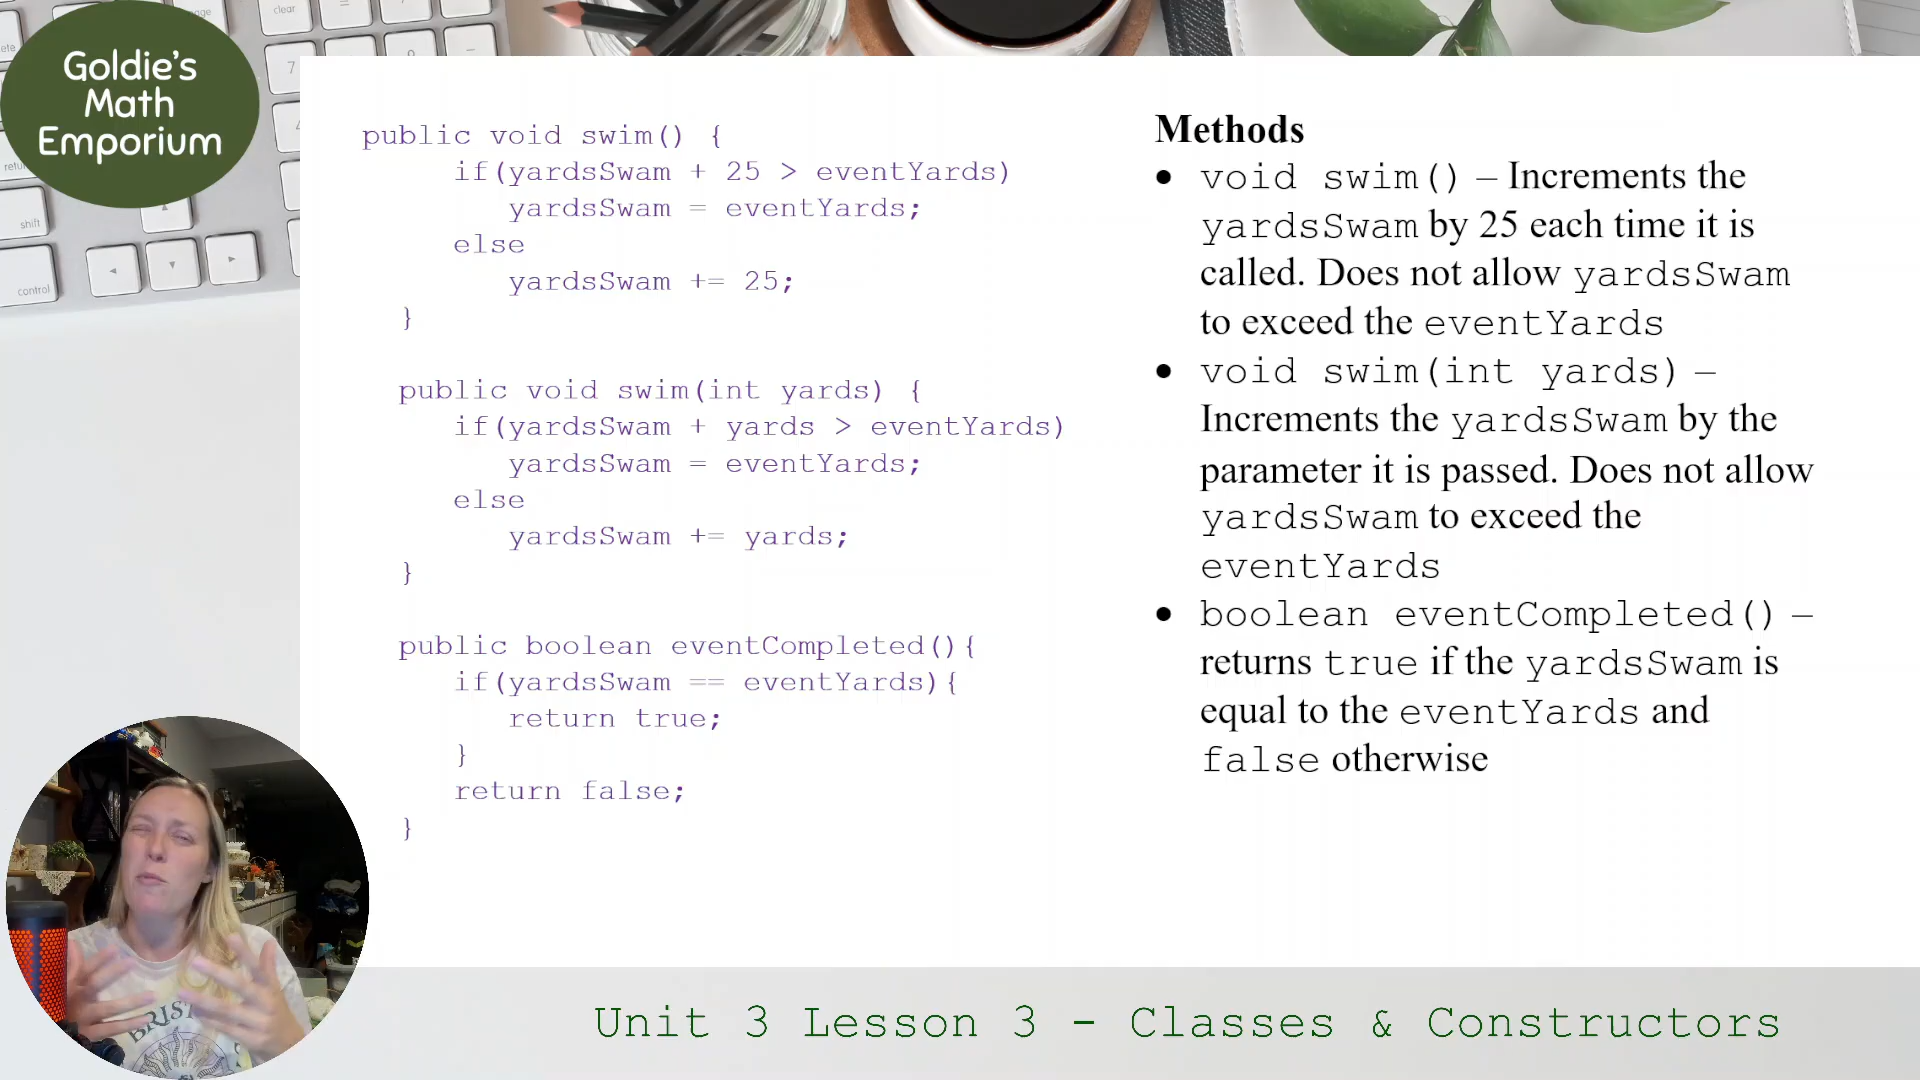 Goldie's
Math
Emporium
clear
7
shift
control
public void swim() {
if(yardsSwam + 25 > eventYards)
yardsSwam = eventYards;
else
yardsSwam += 25;
}
public void swim(int yards) {
if(yardsSwam + yards > eventYards)
yardsSwam = eventYards;
else
yardsSwam += yards;
}
public boolean eventCompleted(){
if(yardsSwam == eventYards){
return true;
}
return false;
}
Methods
• void swim() – Increments the
yardsSwam by 25 each time it is
called. Does not allow yardsSwam
to exceed the eventYards
• void swim(int yards) –
Increments the yardsSwam by the
parameter it is passed. Does not allow
yardsSwam to exceed the
eventYards
• boolean eventCompleted() –
returns true if the yardsSwam is
equal to the eventYards and
false otherwise
Unit 3 Lesson 3 - Classes & Constructors